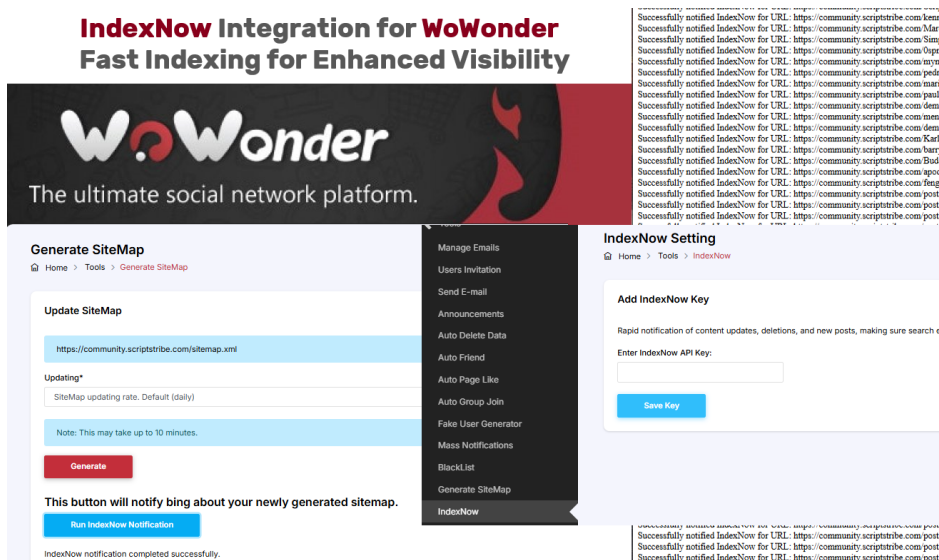 IndexNow Integration for WoWonder
Fast Indexing for Enhanced Visibility
WoWonder
The ultimate social network platform.
Successfully notified IndexNow for URL: https://community.scriptstribe.com/
Successfully notified IndexNow for URL: https://community.scriptstribe.com/Mar
Successfully notified IndexNow for URL: https://community.scriptstribe.com/
Successfully notified IndexNow for URL: https://community.scriptstribe.com/
Successfully notified IndexNow for URL: https://community.scriptstribe.com/
Successfully notified IndexNow for URL: https://community.scriptstribe.com/
Successfully notified IndexNow for URL: https://community.scriptstribe.com/mari
Successfully notified IndexNow for URL: https://community.scriptstribe.com/paul
Successfully notified IndexNow for URL: https://community.scriptstribe.com/dem
Successfully notified IndexNow for URL: https://community.scriptstribe.com/
Successfully notified IndexNow for URL: https://community.scriptstribe.com/dem
Successfully notified IndexNow for URL: https://community.scriptstribe.com/Karl
Successfully notified IndexNow for URL: https://community.scriptstribe.com/barr
Successfully notified IndexNow for URL: https://community.scriptstribe.com/Bud
Successfully notified IndexNow for URL: https://community.scriptstribe.com/
Successfully notified IndexNow for URL: https://community.scriptstribe.com/feng
Successfully notified IndexNow for URL: https://community.scriptstribe.com/post
Successfully notified IndexNow for URL: https://community.scriptstribe.com/post
Successfully notified IndexNow for URL: https://community.scriptstribe.com/post
Generate SiteMap
Home > Tools > Generate SiteMap
Update SiteMap
https://community.scriptstribe.com/sitemap.xml
Updating*
SiteMap updating rate. Default (daily)
Note: This may take up to 10 minutes.
Generate
This button will notify bing about your newly generated sitemap.
Run IndexNow Notification
IndexNow notification completed successfully.
Manage Emails
Users Invitation
Send E-mail
Announcements
Auto Delete Data
Auto Friend
Auto Page Like
Auto Group Join
Fake User Generator
Mass Notifications
BlackList
Generate SiteMap
IndexNow
IndexNow Setting
Home > Tools > IndexNow
Add IndexNow Key
Rapid notification of content updates, deletions, and new posts, making sure search e
Enter IndexNow API Key:
Save Key
Successfully notified IndexNow for URL: https://community.scriptstribe.com/post
Successfully notified IndexNow for URL: https://community.scriptstribe.com/post
Successfully notified IndexNow for URL: https://community.scriptstribe.com/post